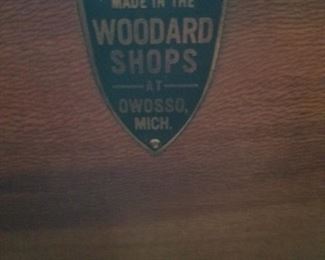 MADE IN THE
WOODARD
SHOPS
AT
OWOSSO,
MICH.